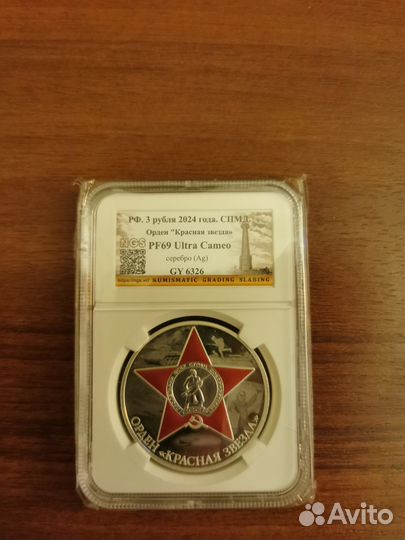 РФ. 3 рубля 2024 года. СПМД.
Орден "Красная звезда»
NGS
PF69 Ultra Cameo
серебро (Ag)
GY 6326
NUMISMATIC GRADING SLABING
ОРДЕН «КРАСНАЯ ЗВЕЗДА»
Avito